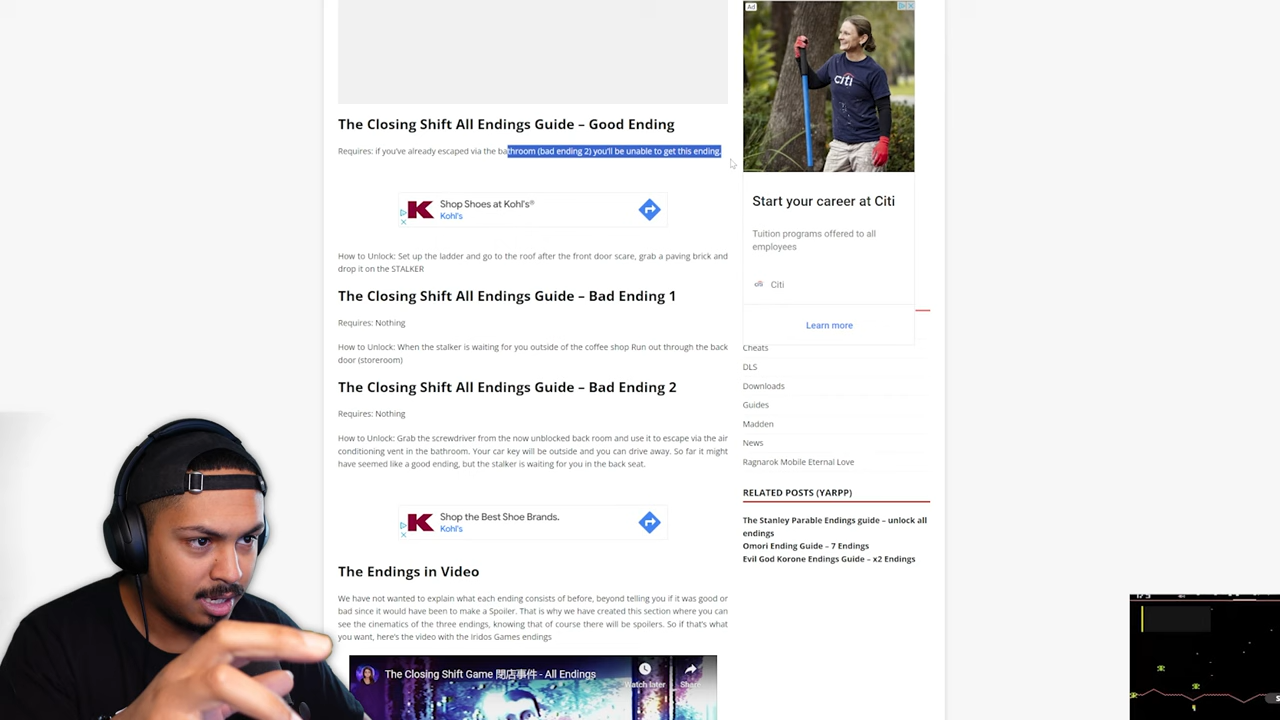 Ad
citi
The Closing Shift All Endings Guide – Good Ending
Requires: if you've already escaped via the bathroom (bad ending 2) you'll be unable to get this ending.
Shop Shoes at Kohl's®
Kohl's
How to Unlock: Set up the ladder and go to the roof after the front door scare, grab a paving brick and
drop it on the STALKER
The Closing Shift All Endings Guide – Bad Ending 1
Requires: Nothing
How to Unlock: When the stalker is waiting for you outside of the coffee shop Run out through the back
door (storeroom)
The Closing Shift All Endings Guide – Bad Ending 2
Requires: Nothing
How to Unlock: Grab the screwdriver from the now unblocked back room and use it to escape via the air
conditioning vent in the bathroom. Your car key will be outside and you can drive away. So far it might
have seemed like a good ending, but the stalker is waiting for you in the back seat.
Shop the Best Shoe Brands.
Kohl's
The Endings in Video
We have not wanted to explain what each ending consists of before, beyond telling you if it was good or
bad since it would have been to make a Spoiler. That is why we have created this section where you can
see the cinematics of the three endings, knowing that of course there will be spoilers. So if that's what
you want, here's the video with the Iridos Games endings
The Closing Shift Game 閉店事件 - All Endings
Watch later
Share
Start your career at Citi
Tuition programs offered to all
employees
Citi
Learn more
Cheats
DLS
Downloads
Guides
Madden
News
Ragnarok Mobile Eternal Love
RELATED POSTS (YARPP)
The Stanley Parable Endings guide – unlock all
endings
Omori Ending Guide – 7 Endings
Evil God Korone Endings Guide – x2 Endings